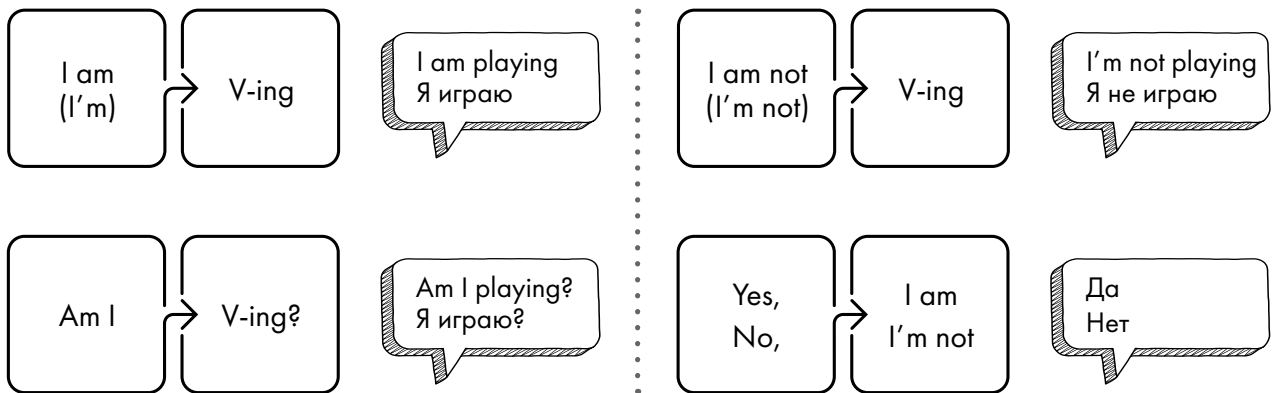 I am
(I'm)
V-ing
I am playing
Я играю
I am not
(I'm not)
V-ing
I'm not playing
Я не играю
Am I
V-ing?
Am I playing?
Я играю?
Yes,
No,
I am
I'm not
Да
Нет